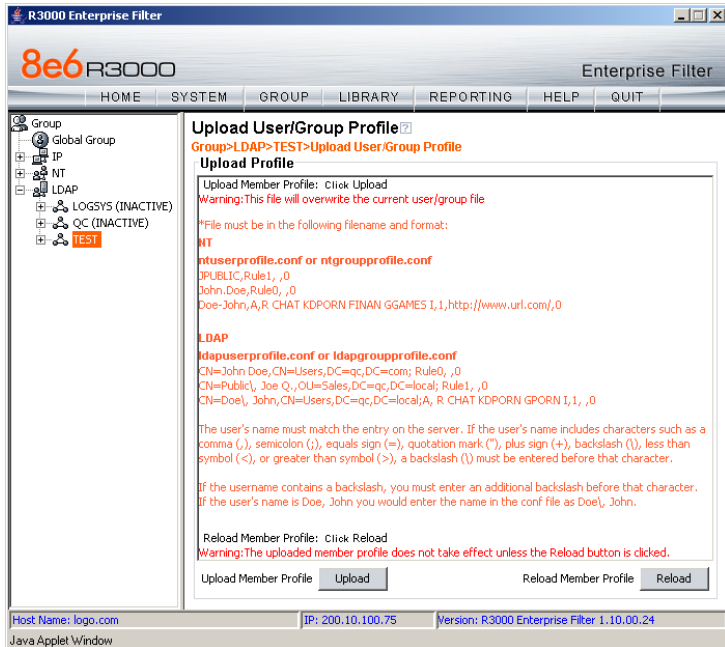 R3000 Enterprise Filter
8e6 R3000
Enterprise Filter
HOME SYSTEM GROUP LIBRARY REPORTING HELP QUIT
Group
Global Group
IP
NT
LDAP
LOGSYS (INACTIVE)
QC (INACTIVE)
TEST
Upload User/Group Profile ?
Group>LDAP>TEST>Upload User/Group Profile
Upload Profile
Upload Member Profile: Click Upload
Warning:This file will overwrite the current user/group file
*File must be in the following filename and format:
NT
ntuserprofile.conf or ntgroupprofile.conf
JPUBLIC,Rule1, ,0
John.Doe,Rule0, ,0
Doe-John,A,R CHAT KDPORN FINAN GGAMES I,1,http://www.url.com/,0
LDAP
ldapuserprofile.conf or ldapgroupprofile.conf
CN=John Doe,CN=Users,DC=qc,DC=com; Rule0, ,0
CN=Public\, Joe Q.,OU=Sales,DC=qc,DC=local; Rule1, ,0
CN=Doe\, John,CN=Users,DC=qc,DC=local;A, R CHAT KDPORN GPORN I,1, ,0
The user's name must match the entry on the server. If the user's name includes characters such as a
comma (,), semicolon (;), equals sign (=), quotation mark ("), plus sign (+), backslash (\), less than
symbol (<), or greater than symbol (>), a backslash (\) must be entered before that character.
If the username contains a backslash, you must enter an additional backslash before that character.
If the user's name is Doe, John you would enter the name in the conf file as Doe\, John.
Reload Member Profile: Click Reload
Warning:The uploaded member profile does not take effect unless the Reload button is clicked.
Upload Member Profile Upload Reload Member Profile Reload
Host Name: logo.com IP: 200.10.100.75 Version: R3000 Enterprise Filter 1.10.00.24
Java Applet Window